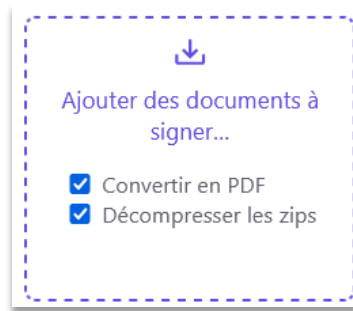 Ajouter des documents à
signer...
Convertir en PDF
Décompresser les zips